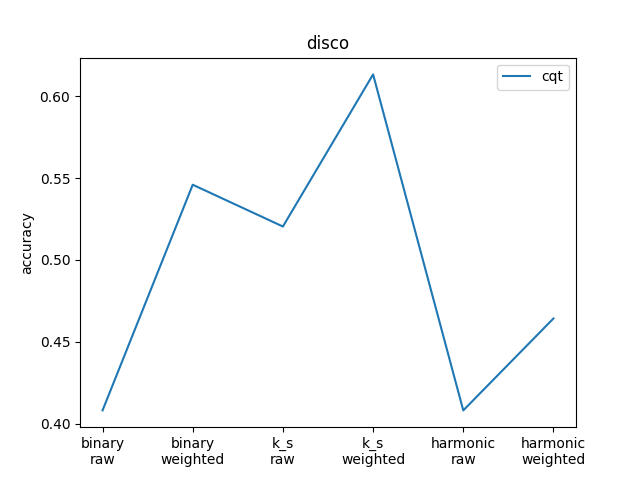 disco
cqt
accuracy
0.60
0.55
0.50
0.45
0.40
binary
raw
binary
weighted
k_s
raw
k_s
weighted
harmonic
raw
harmonic
weighted